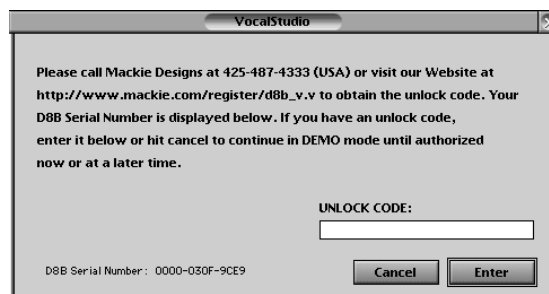 VocalStudio
Please call Mackie Designs at 425-487-4333 (USA) or visit our Website at
http://www.mackie.com/register/d8b_v.v to obtain the unlock code. Your
D8B Serial Number is displayed below. If you have an unlock code,
enter it below or hit cancel to continue in DEMO mode until authorized
now or at a later time.
UNLOCK CODE:
D8B Serial Number: 0000-030F-9CE9
Cancel
Enter